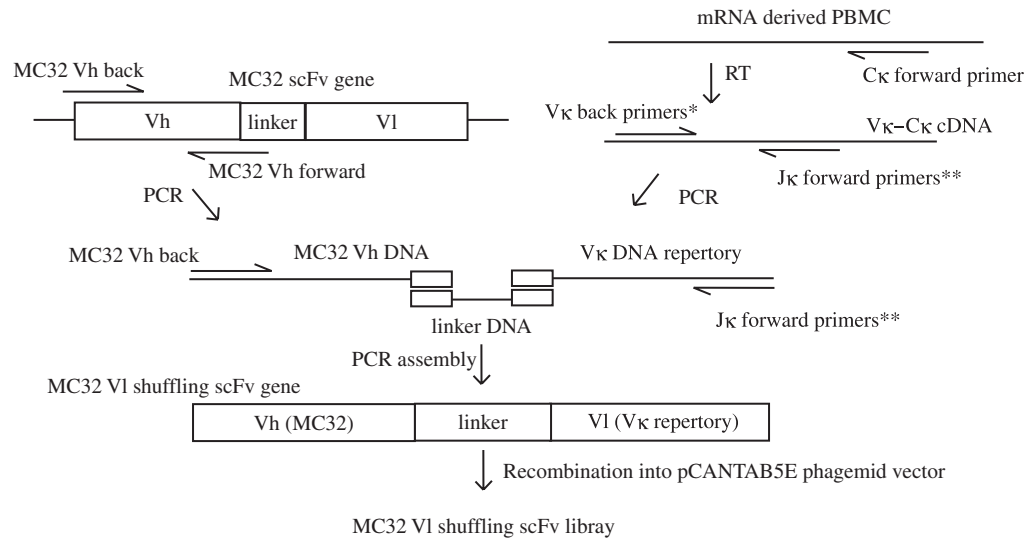 mRNA derived PBMC
MC32 Vh back
MC32 scFv gene
RT
Cκ forward primer
Vh
linker
Vl
Vκ back primers*
Vκ–Cκ cDNA
MC32 Vh forward
Jκ forward primers**
PCR
PCR
MC32 Vh back
MC32 Vh DNA
Vκ DNA repertory
linker DNA
Jκ forward primers**
PCR assembly
MC32 Vl shuffling scFv gene
Vh (MC32)
linker
Vl (Vκ repertory)
Recombination into pCANTAB5E phagemid vector
MC32 Vl shuffling scFv libray